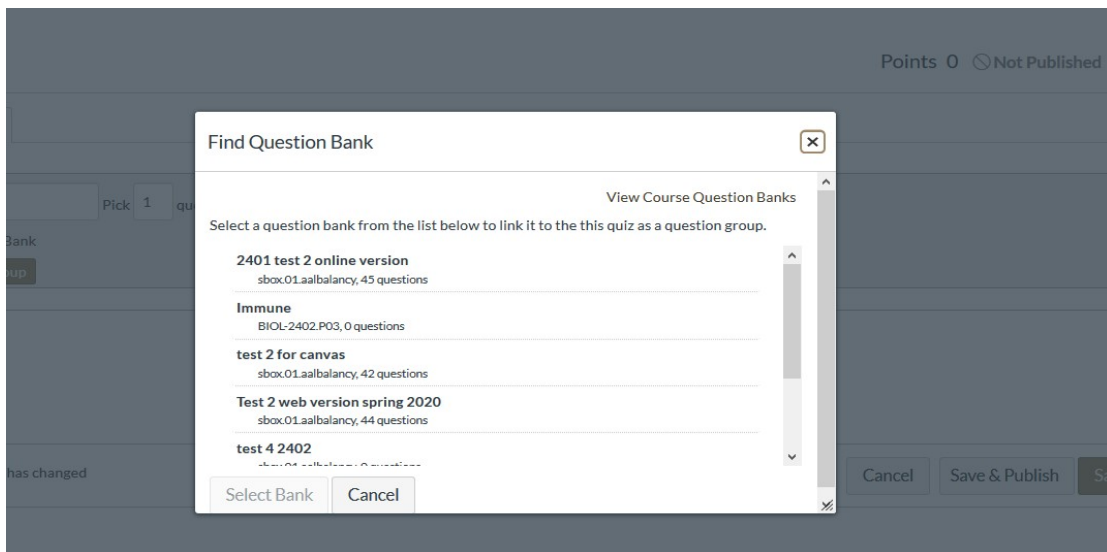 Points 0 Not Published
Find Question Bank
View Course Question Banks
Pick 1 qu
Select a question bank from the list below to link it to the this quiz as a question group.
Bank
oup
2401 test 2 online version
sbox.01.aalbalancy, 45 questions
Immune
BIOL-2402.P03, 0 questions
test 2 for canvas
sbox.01.aalbalancy, 42 questions
Test 2 web version spring 2020
sbox.01.aalbalancy, 44 questions
test 4 2402
has changed
Cancel Save & Publish Sa
Select Bank Cancel